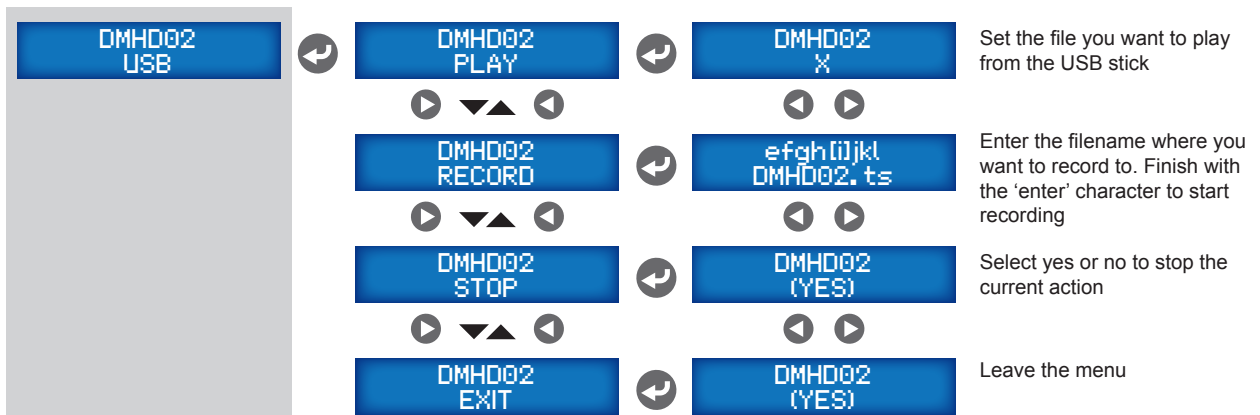 DMHD02
USB
DMHD02
PLAY
DMHD02
X
Set the file you want to play
from the USB stick
DMHD02
RECORD
efgh[i]jkl
DMHD02.ts
Enter the filename where you
want to record to. Finish with
the ‘enter’ character to start
recording
DMHD02
STOP
DMHD02
(YES)
Select yes or no to stop the
current action
DMHD02
EXIT
DMHD02
(YES)
Leave the menu